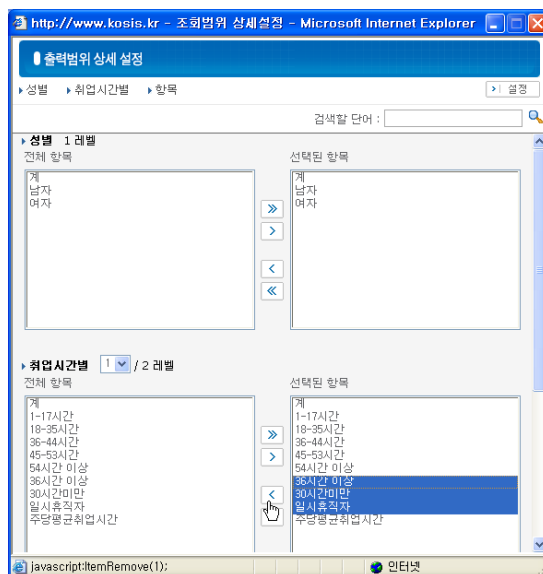 http://www.kosis.kr - 조회범위 상세설정 - Microsoft Internet Explorer
출력범위 상세 설정
성별 취업시간별 항목 설정
검색할 단어 :
성별 1 레벨
전체 항목 선택된 항목
계 계
남자 남자
여자 여자
취업시간별 1 / 2 레벨
전체 항목 선택된 항목
계 계
1-17시간 1-17시간
18-35시간 18-35시간
36-44시간 36-44시간
45-53시간 45-53시간
54시간 이상 54시간 이상
36시간 이상 36시간 이상
30시간미만 30시간미만
일시휴직자 일시휴직자
주당평균취업시간 주당평균취업시간
javascript:ItemRemove(1); 인터넷